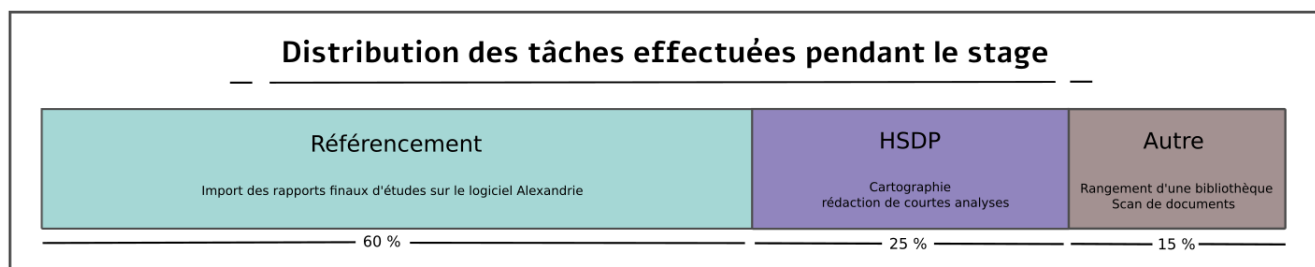 Distribution des tâches effectuées pendant le stage
Référencement
Import des rapports finaux d'études sur le logiciel Alexandrie
HSDP
Cartographie
rédaction de courtes analyses
Autre
Rangement d'une bibliothèque
Scan de documents
60 %
25 %
15 %